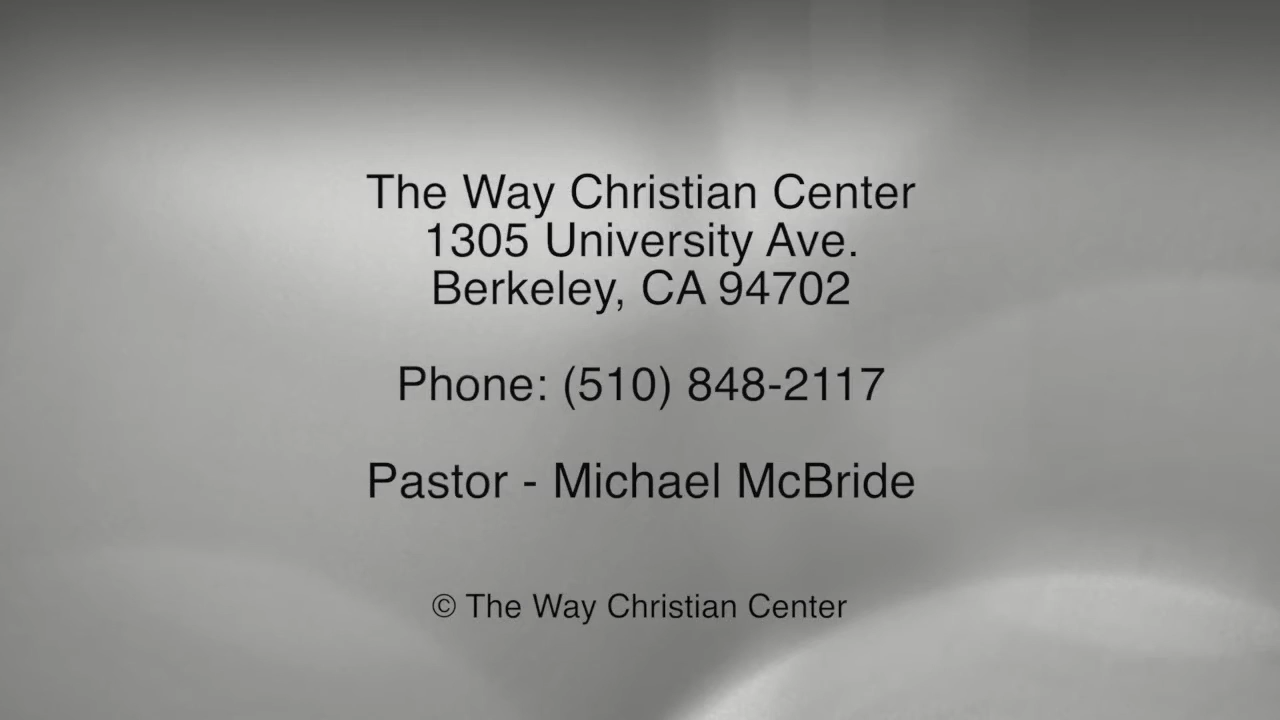 The Way Christian Center
1305 University Ave.
Berkeley, CA 94702
Phone: (510) 848-2117
Pastor - Michael McBride
© The Way Christian Center